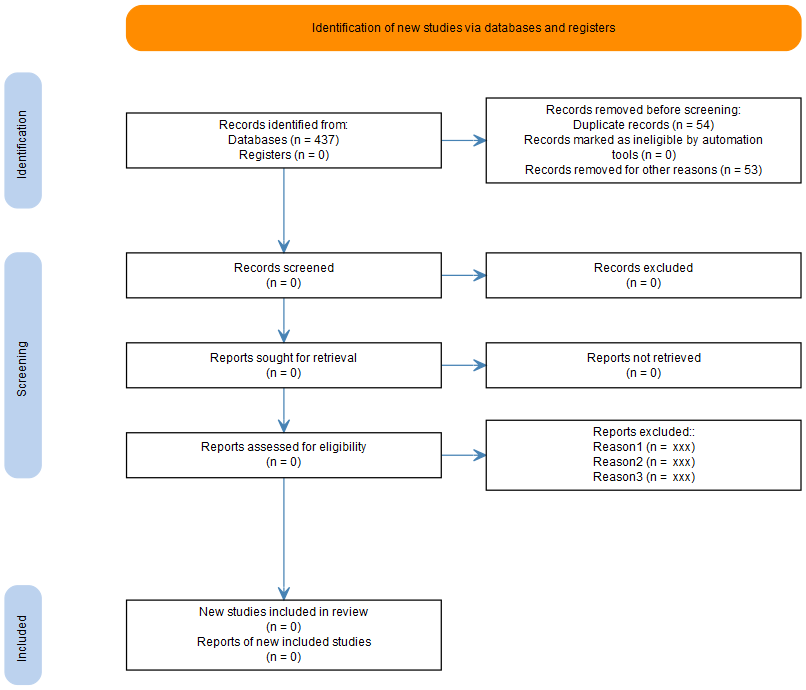 Identification of new studies via databases and registers
Identification
Records identified from:
Databases (n = 437)
Registers (n = 0)
Records removed before screening:
Duplicate records (n = 54)
Records marked as ineligible by automation
tools (n = 0)
Records removed for other reasons (n = 53)
Screening
Records screened
(n = 0)
Records excluded
(n = 0)
Reports sought for retrieval
(n = 0)
Reports not retrieved
(n = 0)
Reports assessed for eligibility
(n = 0)
Reports excluded::
Reason1 (n = xxx)
Reason2 (n = xxx)
Reason3 (n = xxx)
Included
New studies included in review
(n = 0)
Reports of new included studies
(n = 0)